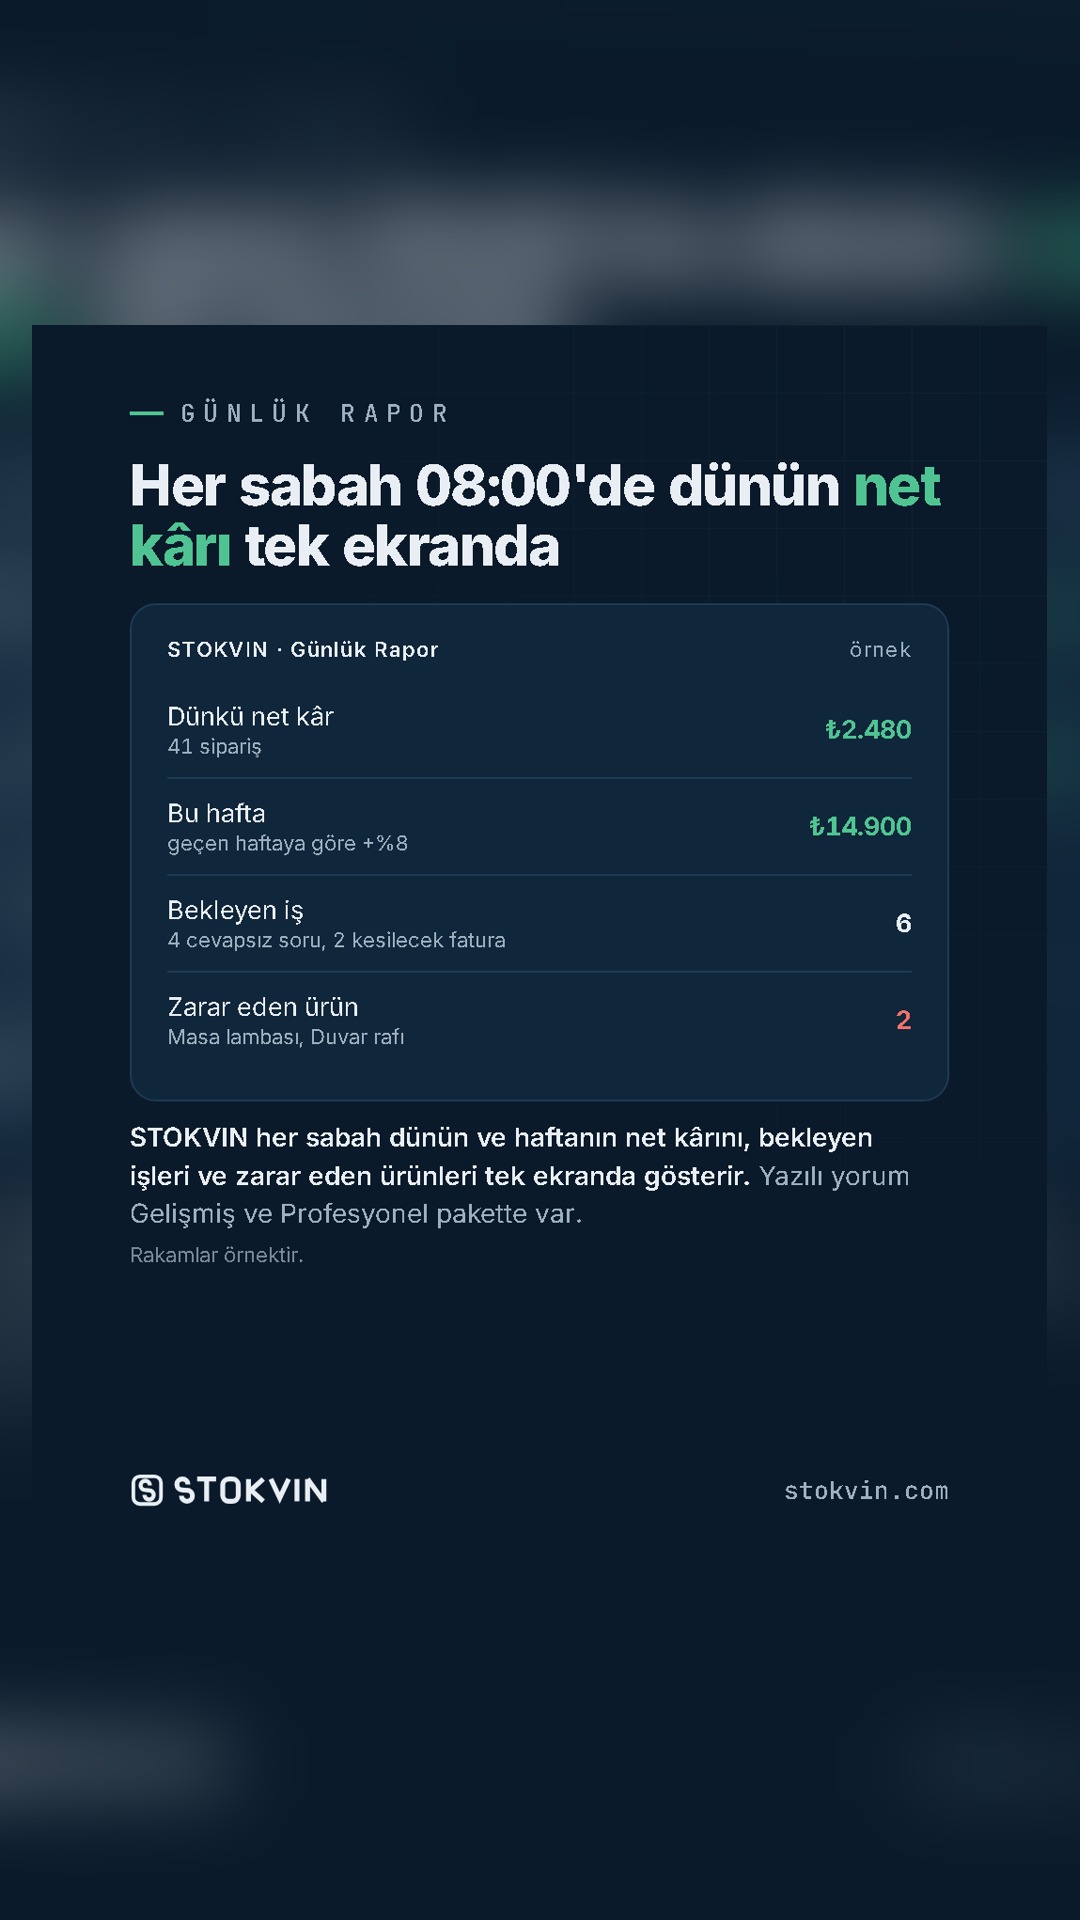 GÜNLÜK RAPOR
Her sabah 08:00'de dünün net
kârı tek ekranda
STOKVIN · Günlük Rapor
örnek
Dünkü net kâr
₺2.480
41 sipariş
Bu hafta
₺14.900
geçen haftaya göre +%8
Bekleyen iş
6
4 cevapsız soru, 2 kesilecek fatura
Zarar eden ürün
2
Masa lambası, Duvar rafı
STOKVIN her sabah dünün ve haftanın net kârını, bekleyen
işleri ve zarar eden ürünleri tek ekranda gösterir. Yazılı yorum
Gelişmiş ve Profesyonel pakette var.
Rakamlar örnektir.
STOKVIN
stokvin.com